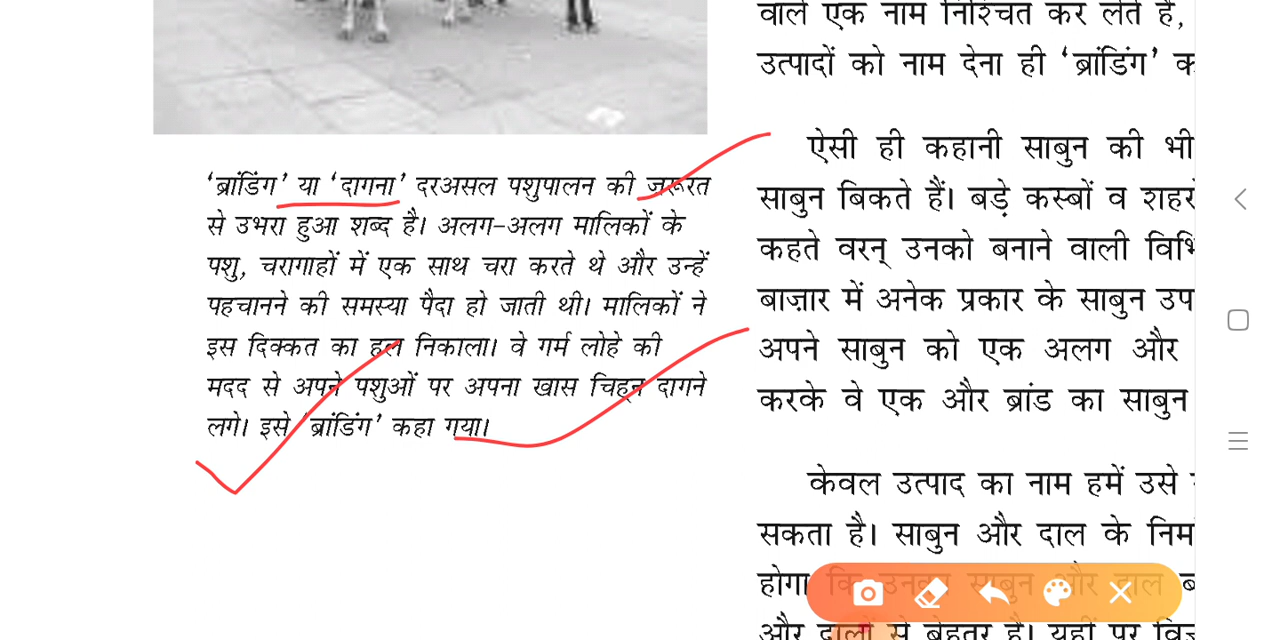 'ब्रांडिंग' या 'दागना' दरअसल पशुपालन की ज़रूरत
से उभरा हुआ शब्द है। अलग-अलग मालिकों के
पशु, चरागाहों में एक साथ चरा करते थे और उन्हें
पहचानने की समस्या पैदा हो जाती थी। मालिकों ने
इस दिक्कत का हल निकाला। वे गर्म लोहे की
मदद से अपने पशुओं पर अपना खास चिह्न दागने
लगे। इसे 'ब्रांडिंग' कहा गया।
वाले एक नाम निश्चित कर लेते हैं,
उत्पादों को नाम देना ही 'ब्रांडिंग'
ऐसी ही कहानी साबुन की भी
साबुन बिकते हैं। बड़े कस्बों व
कहते वरन् उनको बनाने वाली
बाज़ार में अनेक प्रकार के साबुन
अपने साबुन को एक अलग और
करके वे एक और ब्रांड का साबुन
केवल उत्पाद का नाम हमें उसे
सकता है। साबुन और दाल के
होगा कि उनका साबुन और दाल
और दालों से बेहतर है। यहीं पर